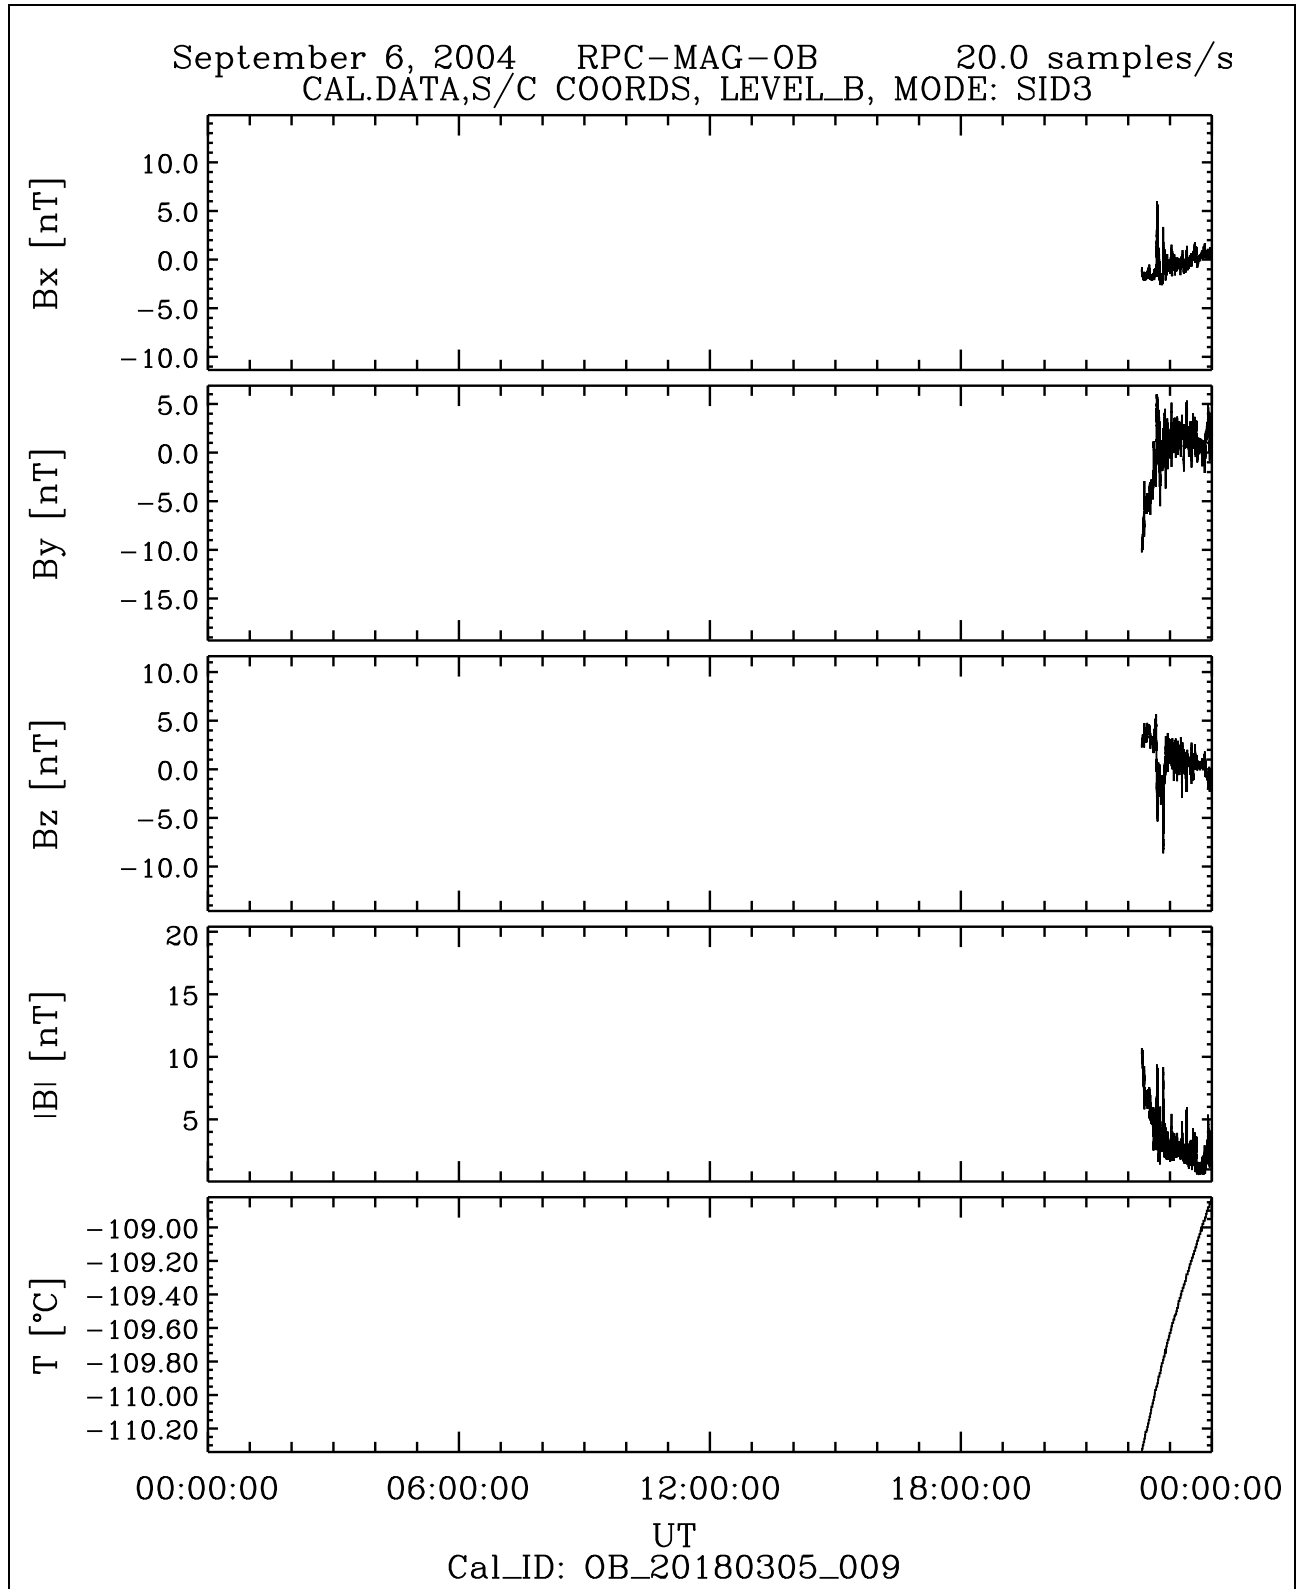 September 6, 2004 RPC-MAG-OB 20.0 samples/s
CAL.DATA,S/C COORDS, LEVEL_B, MODE: SID3
Bx [nT]
10.0
5.0
0.0
-5.0
-10.0
By [nT]
5.0
0.0
-5.0
-10.0
-15.0
Bz [nT]
10.0
5.0
0.0
-5.0
-10.0
|B| [nT]
20
15
10
5
T [°C]
-109.00
-109.20
-109.40
-109.60
-109.80
-110.00
-110.20
00:00:00 06:00:00 12:00:00 18:00:00 00:00:00
UT
Cal_ID: OB_20180305_009